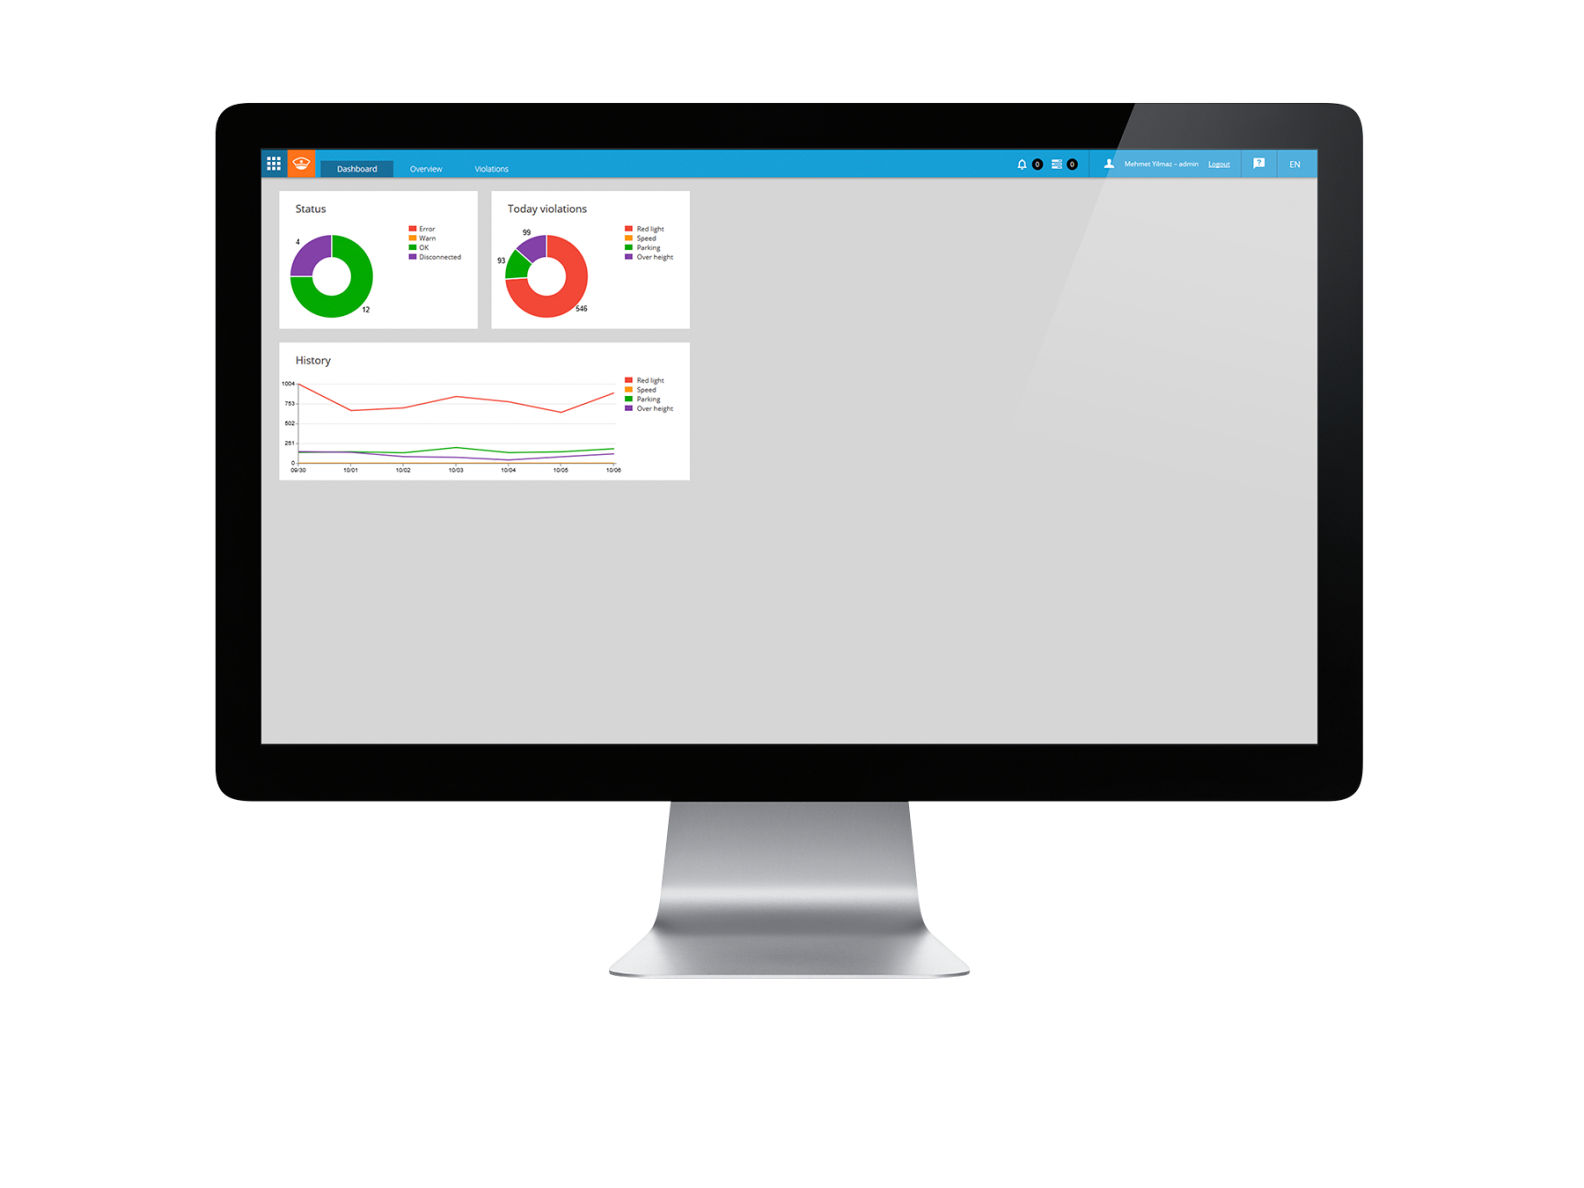 Dashboard
Overview
Violations
0
0
Mehmet Yilmaz – admin
Logout
?
EN
Status
4
12
Error
Warn
OK
Disconnected
Today violations
99
93
546
Red light
Speed
Parking
Over height
History
1004
753
502
251
0
09/30 10/01 10/02 10/03 10/04 10/05 10/06
Red light
Speed
Parking
Over height